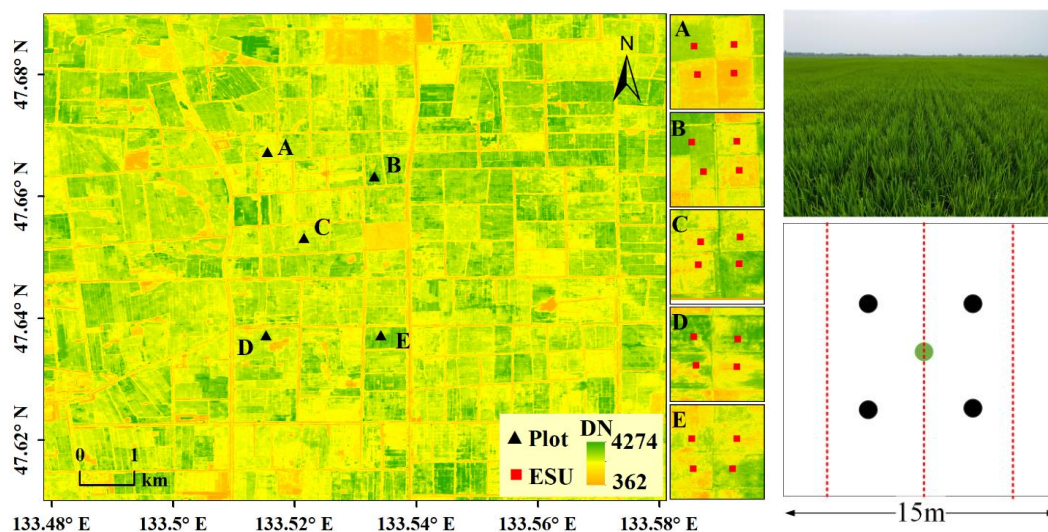 47.68° N
47.66° N
47.64° N
47.62° N
N
A
B
C
D
E
0 1
km
Plot
ESU
DN
4274
362
133.48° E 133.5° E 133.52° E 133.54° E 133.56° E 133.58° E
A
B
C
D
E
15m